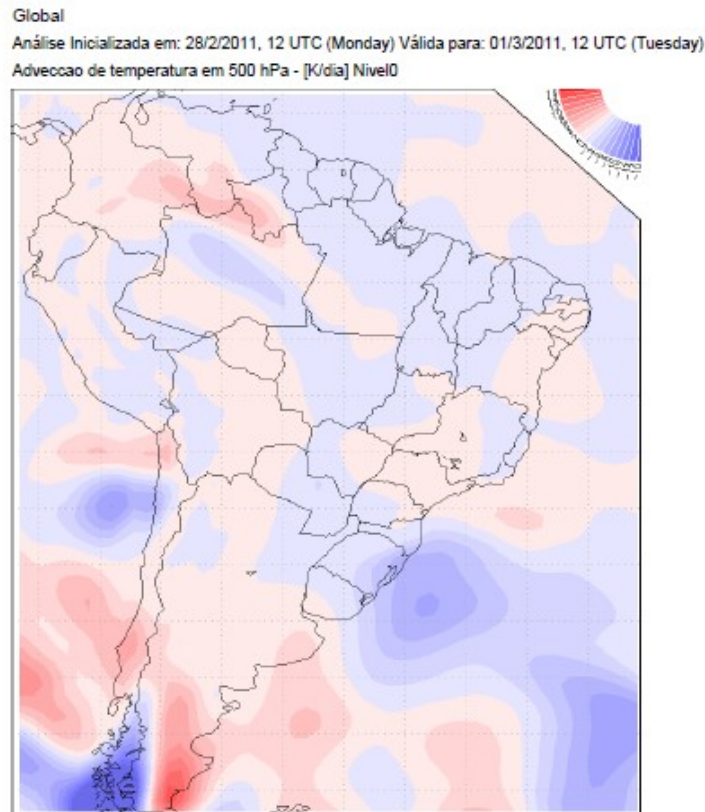 Global
Análise Inicializada em: 28/2/2011, 12 UTC (Monday) Válida para: 01/3/2011, 12 UTC (Tuesday)
Adveccao de temperatura em 500 hPa - [K/dia] Nivel0